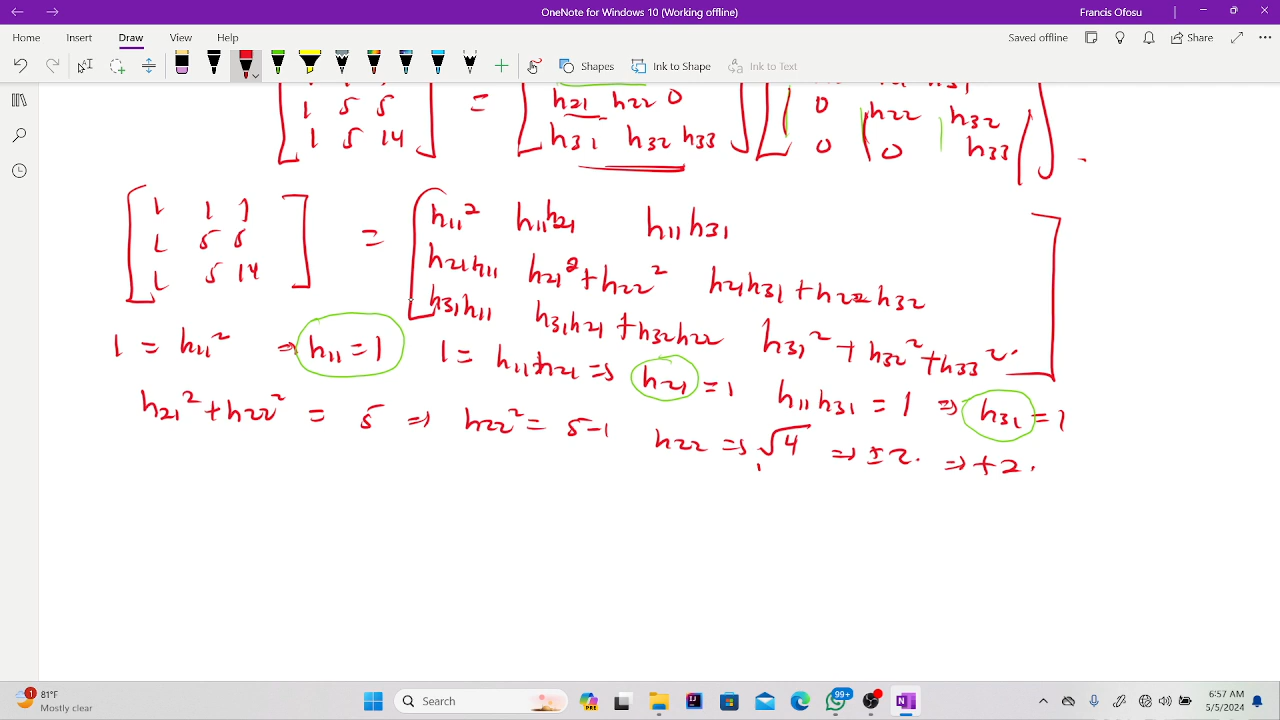 OneNote for Windows 10 (Working offline)
Francis Ofosu
Home Insert Draw View Help
Saved offline
Share
Shapes Ink to Shape Ink to Text
1 5 5 = h21 h22 0 0 h22 h32
1 5 14 h31 h32 h33 0 0 h33
1 1 1 = h11² h11h21 h11h31
1 5 5 h21h11 h21²+h22² h21h31+h22h32
1 5 14 h31h11 h31h21+h32h22 h31²+h32²+h33²
1 = h11² ⇒ h11=1 1 = h11·h21 ⇒ h21 = 1 h11h31 = 1 ⇒ h31 = 1
h21²+h22² = 5 ⇒ h22² = 5-1 h22 ⇒ √4 ⇒ ±2. ⇒ +2.
1
81°F
Mostly clear
Search
PRE
99+
6:57 AM
5/5/2024